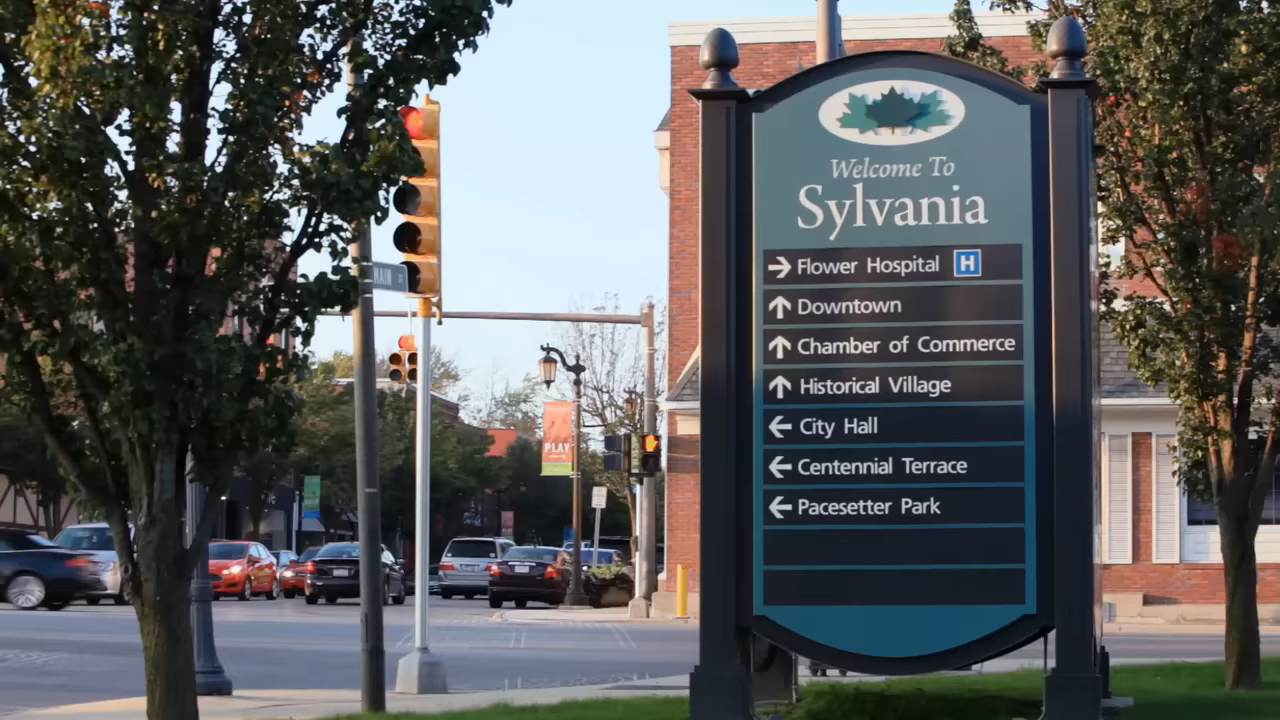 MAIN ST
PLAY
Welcome To
Sylvania
→ Flower Hospital H
↑ Downtown
↑ Chamber of Commerce
↑ Historical Village
← City Hall
← Centennial Terrace
← Pacesetter Park